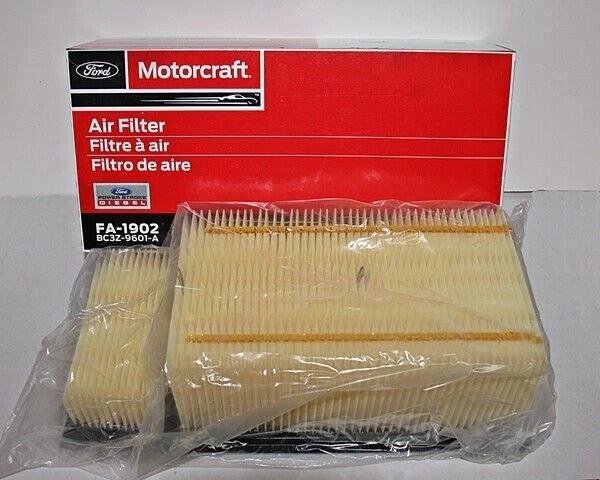 Ford
Motorcraft
Air Filter
Filtre à air
Filtro de aire
Ford
POWER STROKE
DIESEL
FA-1902
BC3Z-9601-A